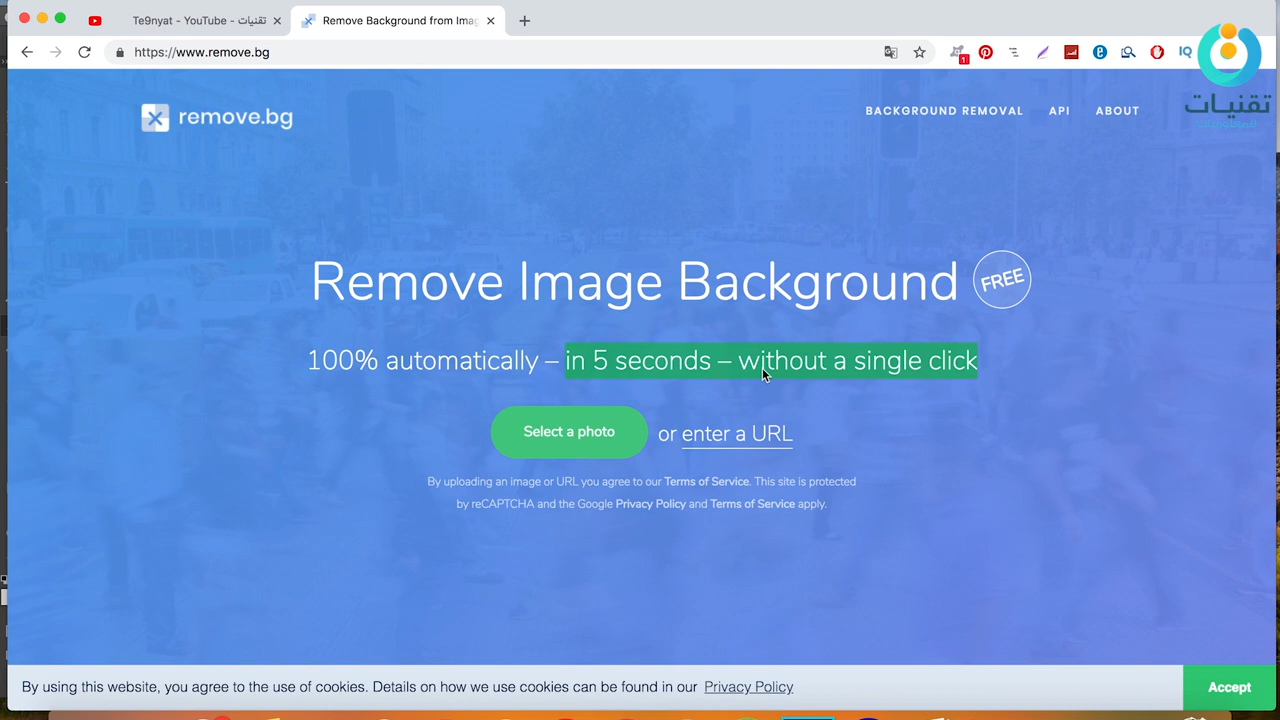 Te9nyat - YouTube - تقنيات
Remove Background from Imag
https://www.remove.bg
1
IQ
تقنيات
remove.bg
BACKGROUND REMOVAL
API
ABOUT
Remove Image Background
FREE
100% automatically – in 5 seconds – without a single click
Select a photo
or enter a URL
By uploading an image or URL you agree to our Terms of Service. This site is protected
by reCAPTCHA and the Google Privacy Policy and Terms of Service apply.
By using this website, you agree to the use of cookies. Details on how we use cookies can be found in our Privacy Policy
Accept